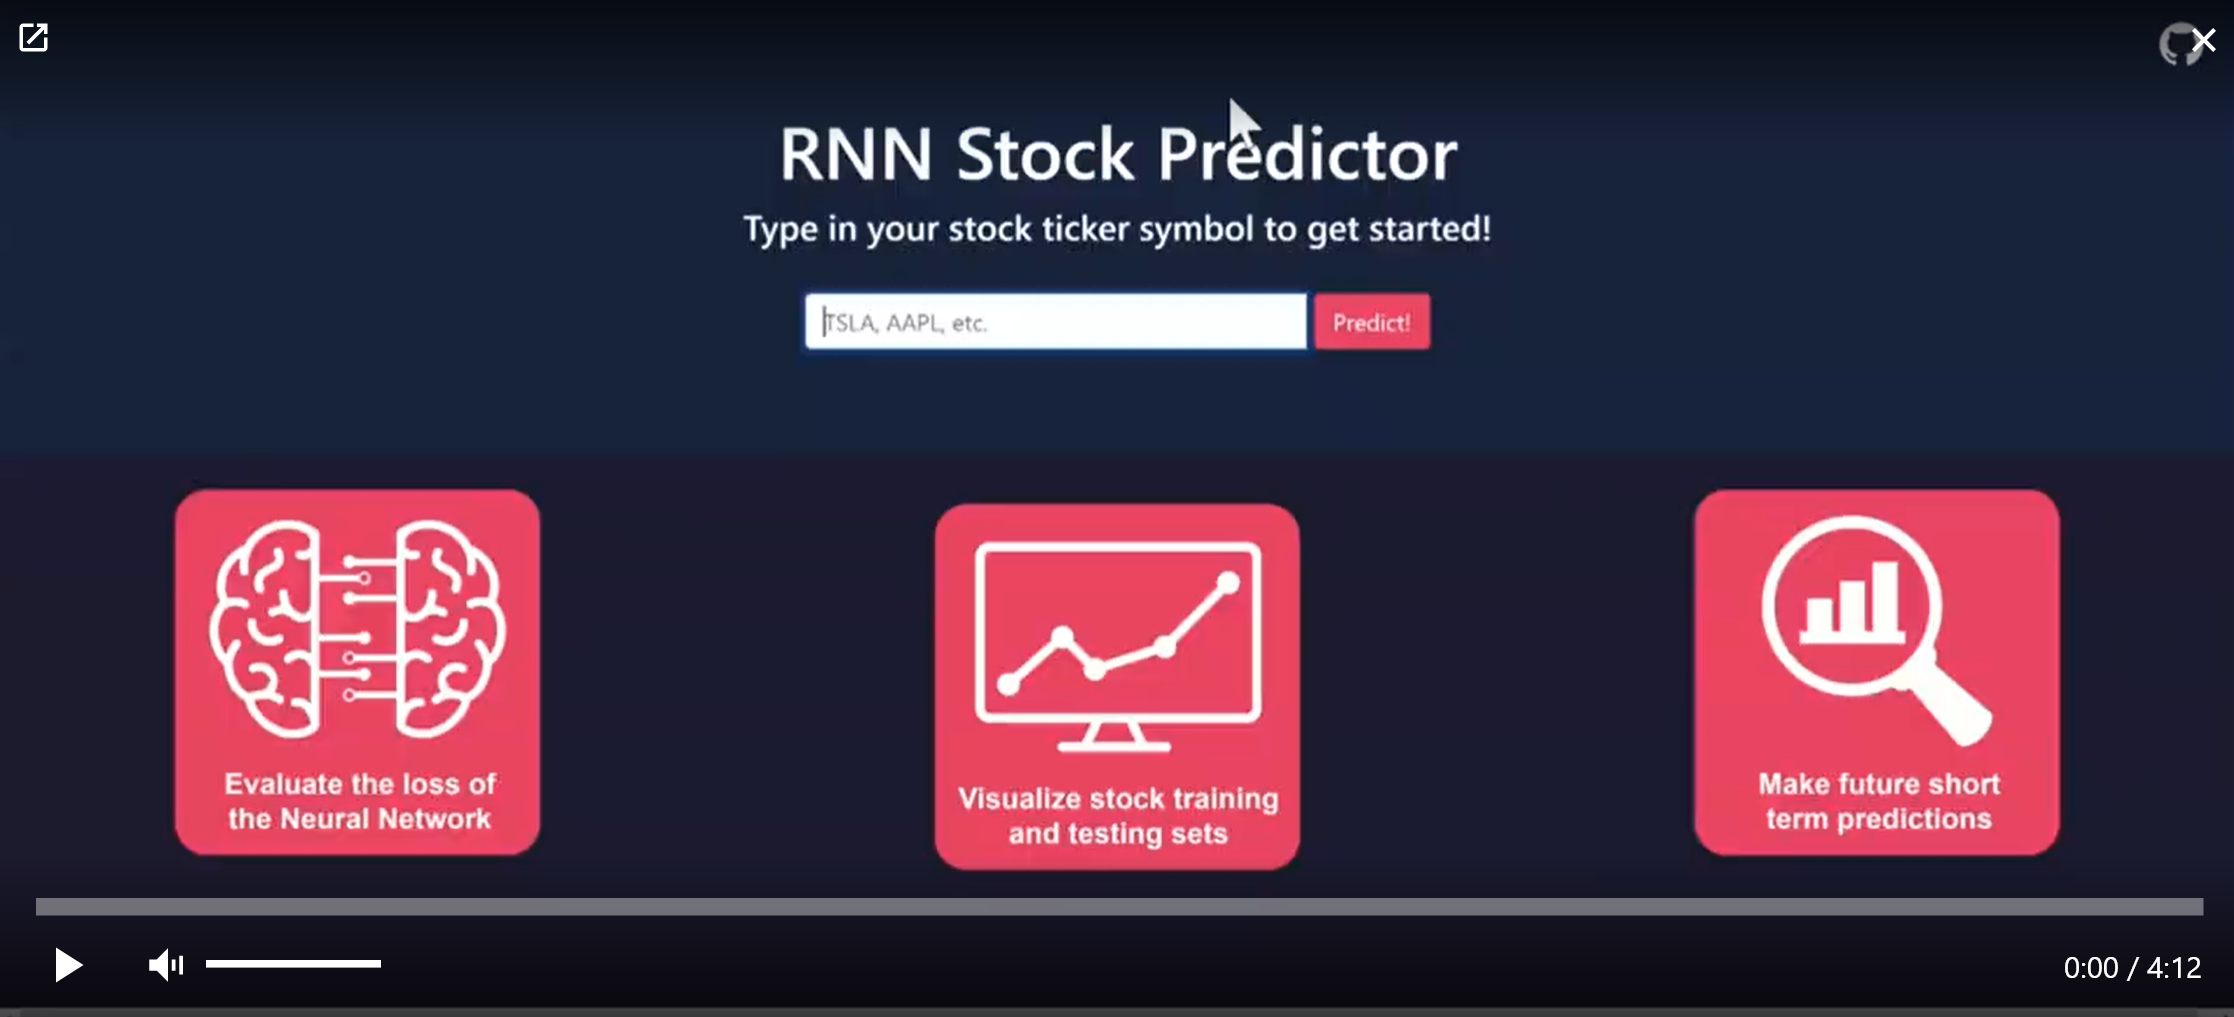 RNN Stock Predictor
Type in your stock ticker symbol to get started!
TSLA, AAPL, etc.
Predict!
Evaluate the loss of
the Neural Network
Visualize stock training
and testing sets
Make future short
term predictions
0:00 / 4:12